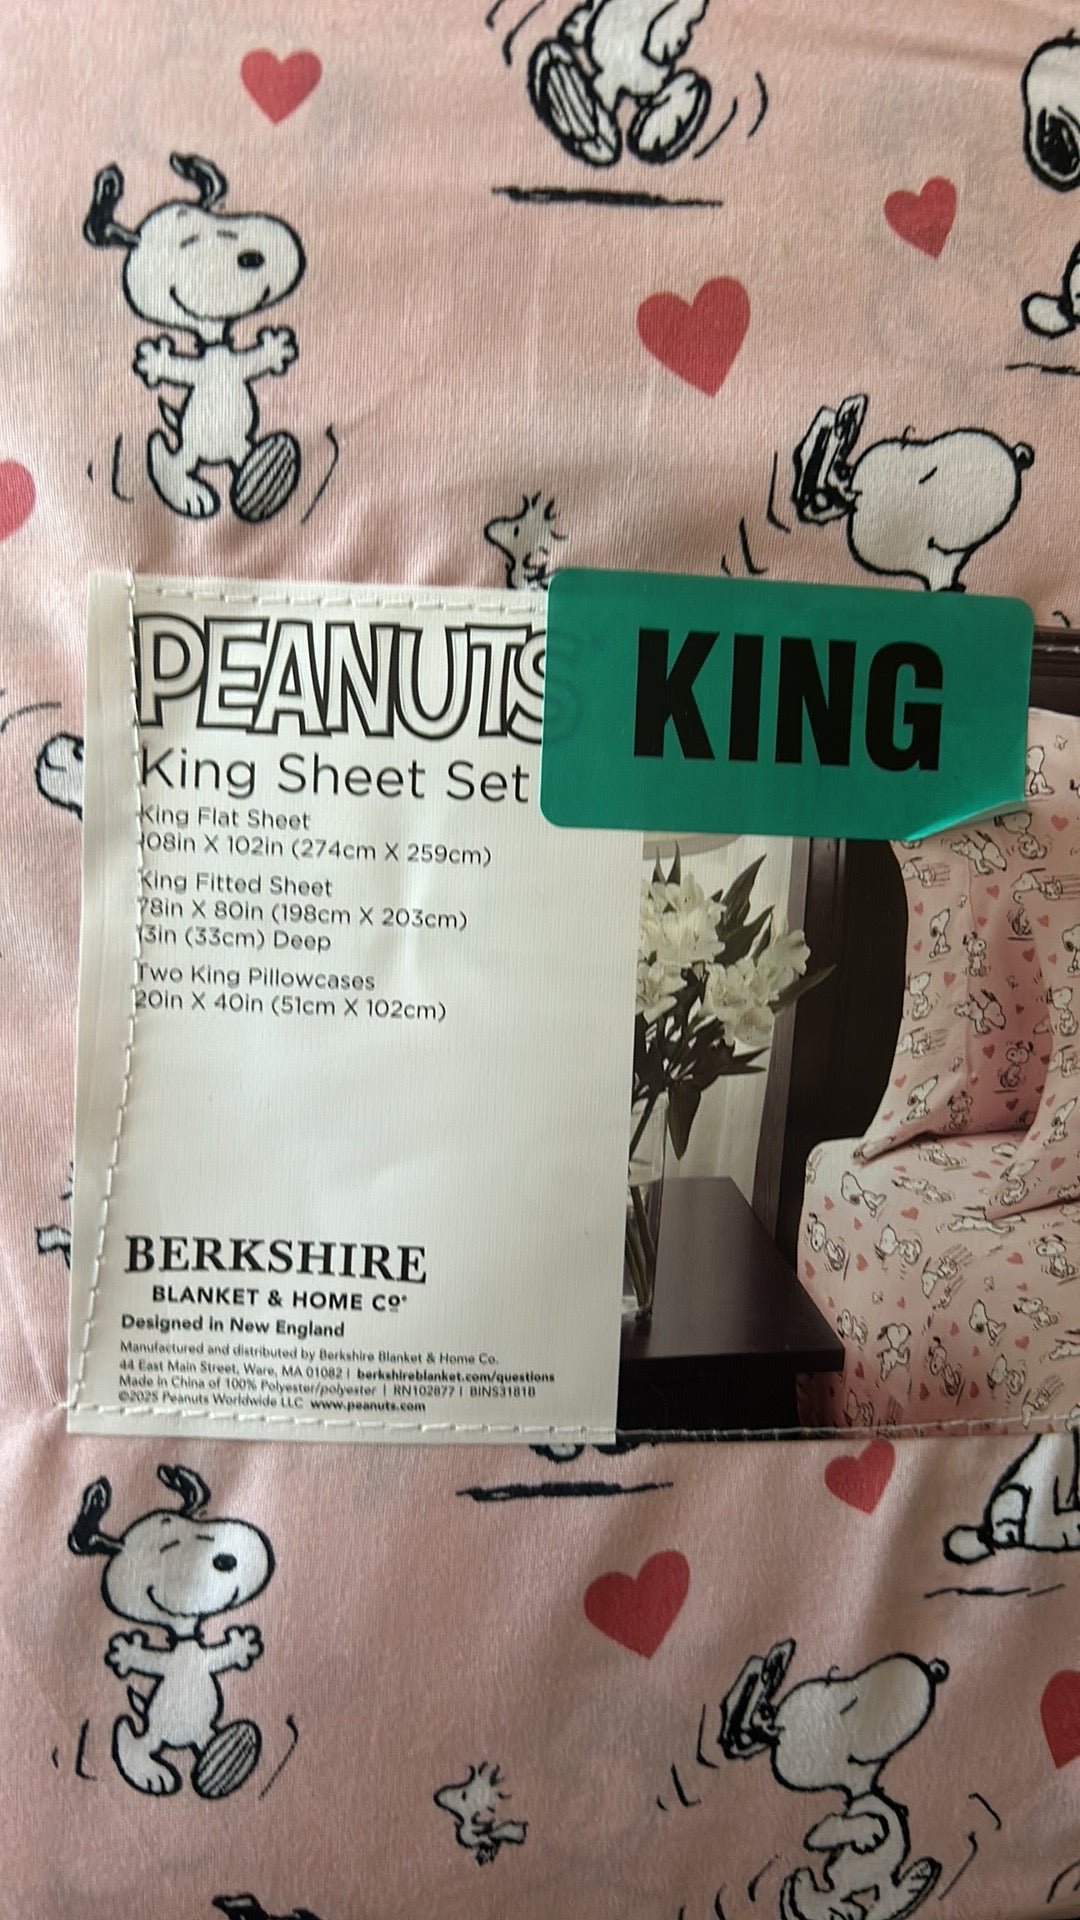 PEANUTS
KING
King Sheet Set
King Flat Sheet
108in X 102in (274cm X 259cm)
King Fitted Sheet
78in X 80in (198cm X 203cm)
13in (33cm) Deep
Two King Pillowcases
20in X 40in (51cm X 102cm)
BERKSHIRE
BLANKET & HOME Cº
Designed in New England
Manufactured and distributed by Berkshire Blanket & Home Co.
44 East Main Street, Ware, MA 01082 | berkshireblanket.com/questions
Made in China of 100% Polyester/polyester | RN102877 | BINS31818
©2025 Peanuts Worldwide LLC www.peanuts.com